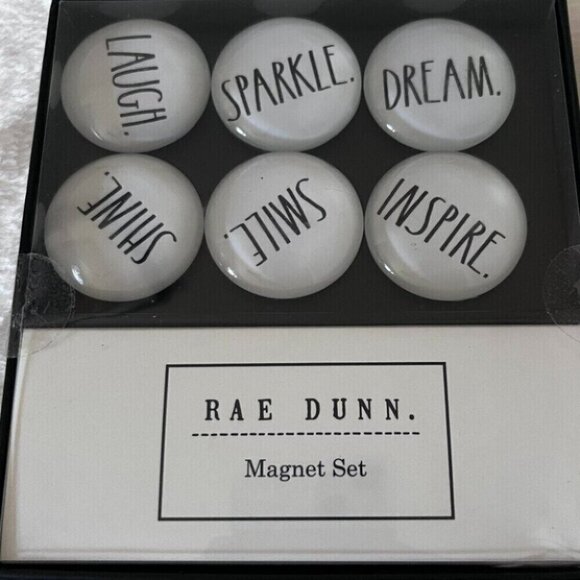 LAUGH.
SPARKLE.
DREAM.
SHINE.
SMILE.
INSPIRE.
RAE DUNN.
Magnet Set